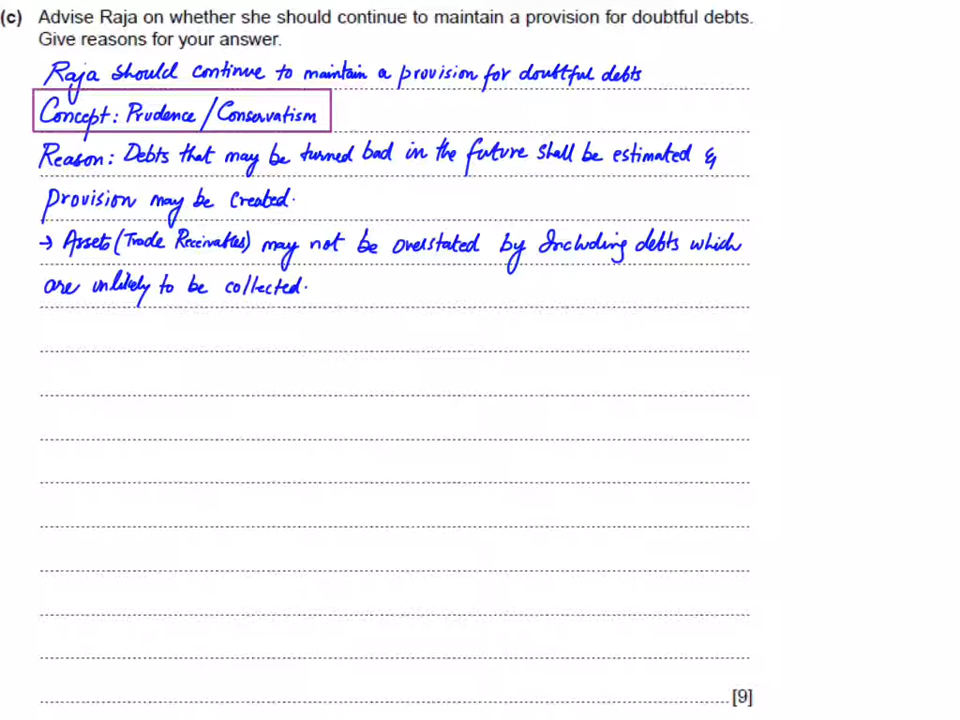 (c) Advise Raja on whether she should continue to maintain a provision for doubtful debts.
Give reasons for your answer.
Raja should continue to maintain a provision for doubtful debts
Concept: Prudence / Conservatism
Reason: Debts that may be turned bad in the future shall be estimated &
provision may be created.
→ Assets (Trade Receivables) may not be overstated by Including debts which
are unlikely to be collected.
[9]